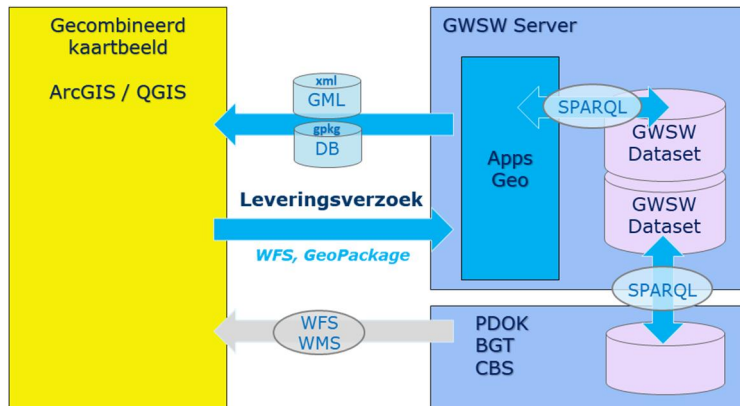 Gecombineerd
kaartbeeld
ArcGIS / QGIS
xml
GML
gpkg
DB
Leveringsverzoek
WFS, GeoPackage
WFS
WMS
GWSW Server
Apps
Geo
SPARQL
GWSW
Dataset
GWSW
Dataset
SPARQL
PDOK
BGT
CBS